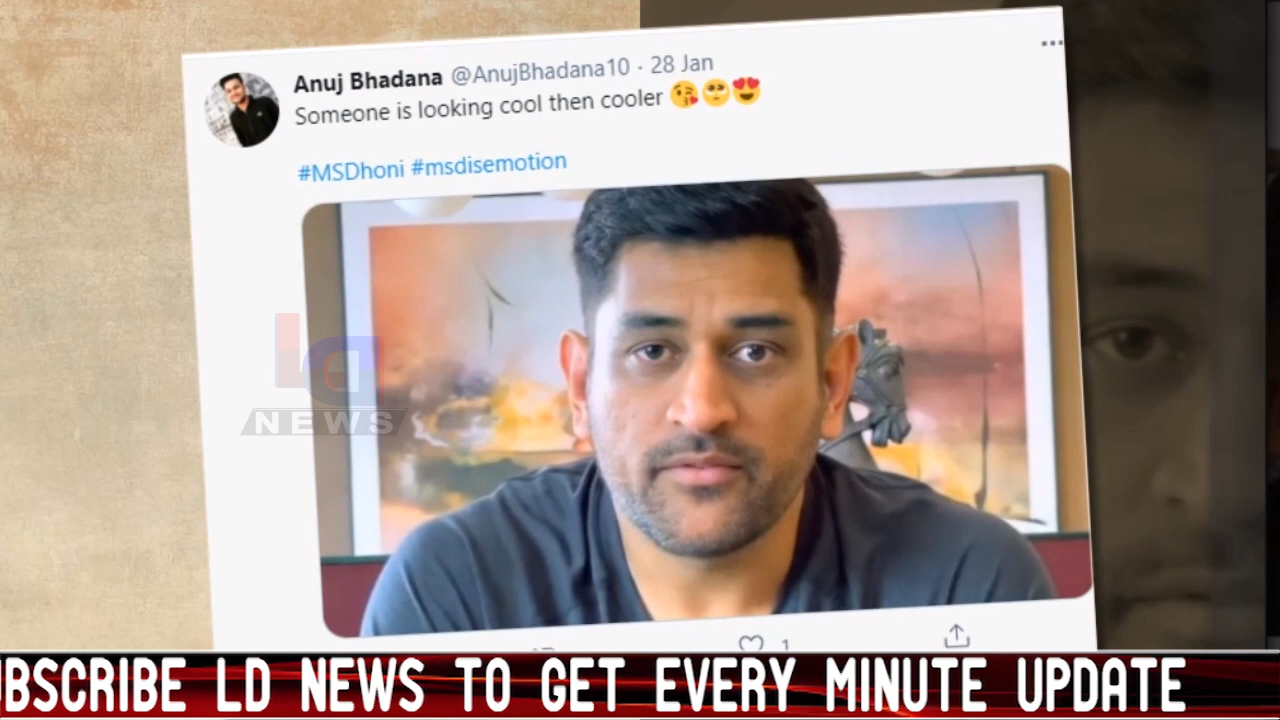 Anuj Bhadana @AnujBhadana10 · 28 Jan
Someone is looking cool then cooler 😘🥺😍
#MSDhoni #msdisemotion
NEWS
1
UBSCRIBE LD NEWS TO GET EVERY MINUTE UPDATE